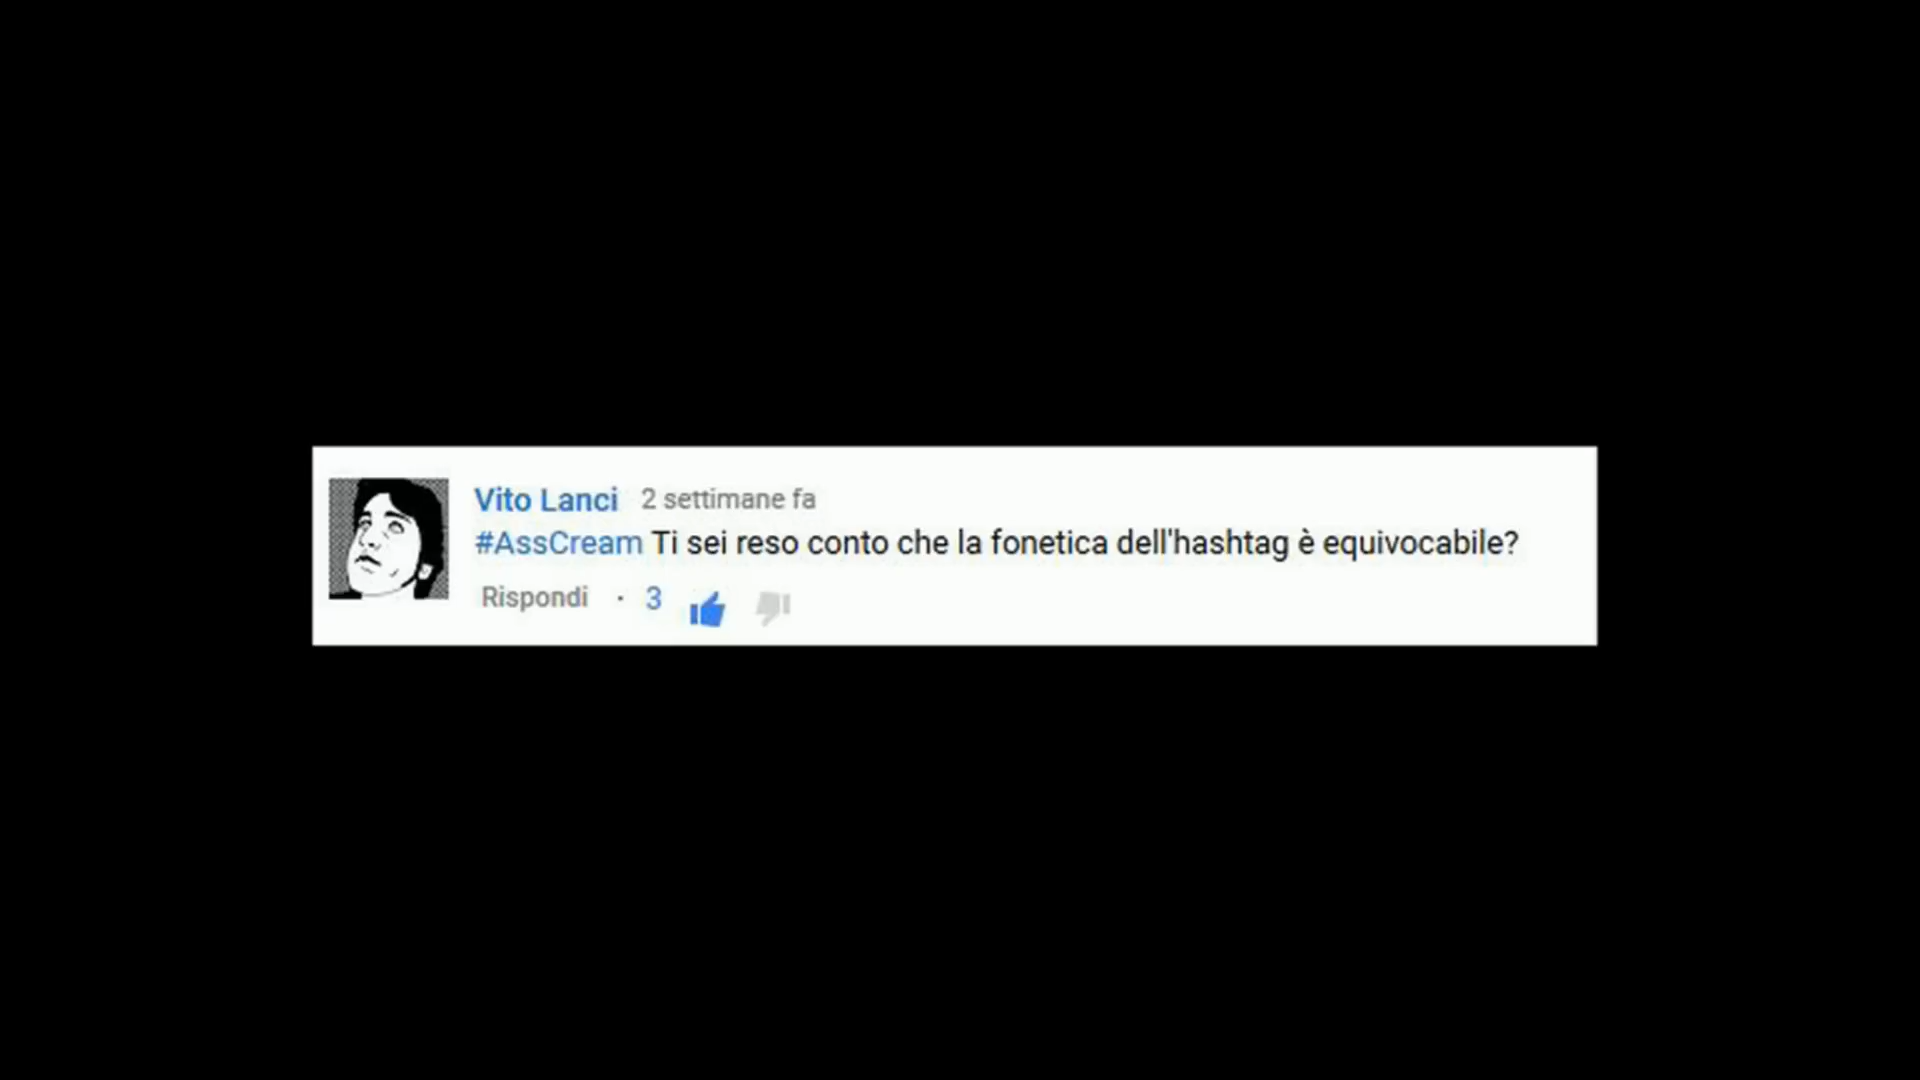 Vito Lanci 2 settimane fa
#AssCream Ti sei reso conto che la fonetica dell'hashtag è equivocabile?
Rispondi · 3